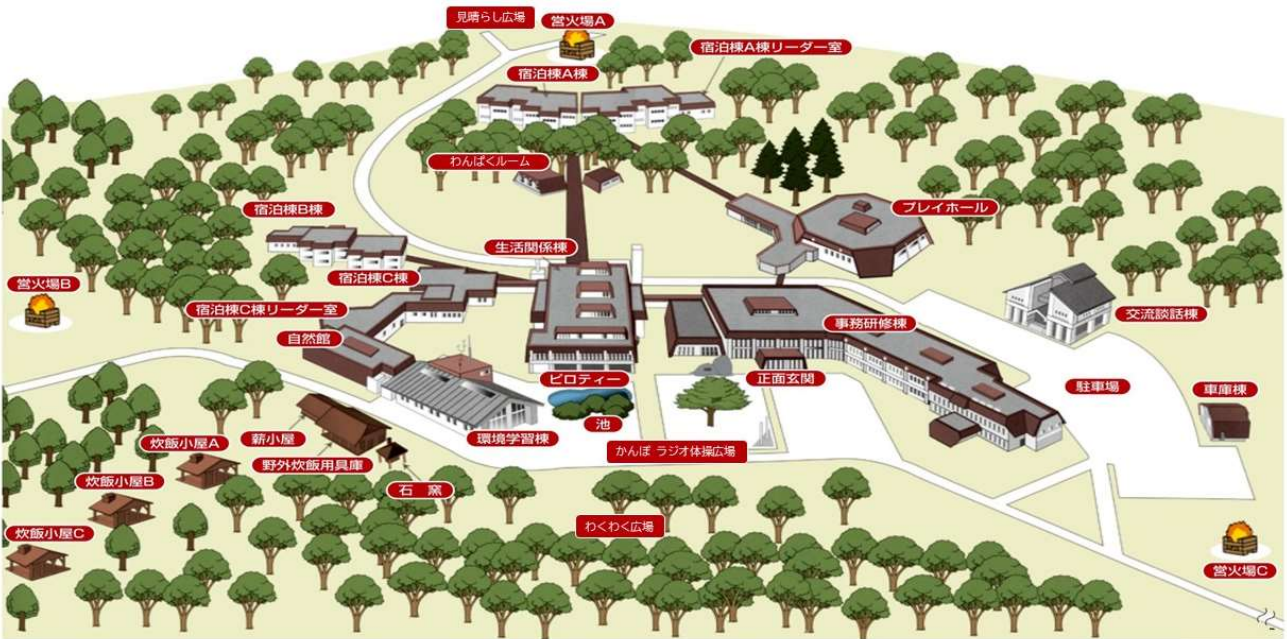 見晴らし広場
営火場A
宿泊棟A棟リーダー室
宿泊棟A棟
わんぱくルーム
プレイホール
宿泊棟B棟
生活関係棟
宿泊棟C棟
営火場B
宿泊棟C棟リーダー室
交流談話棟
事務研修棟
自然館
ピロティー
正面玄関
駐車場
車庫棟
池
薪小屋
環境学習棟
炊飯小屋A
かんぽ ラジオ体操広場
野外炊飯用具庫
炊飯小屋B
石 窯
わくわく広場
炊飯小屋C
営火場C